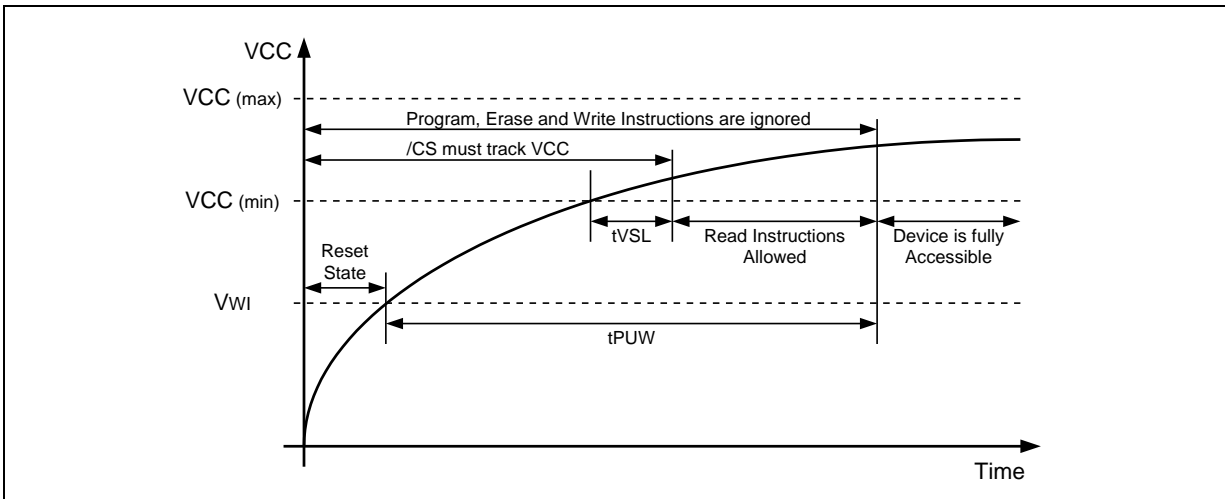 VCC
VCC (max)
Program, Erase and Write Instructions are ignored
/CS must track VCC
VCC (min)
tVSL
Read Instructions
Allowed
Device is fully
Accessible
Reset
State
VWI
tPUW
Time